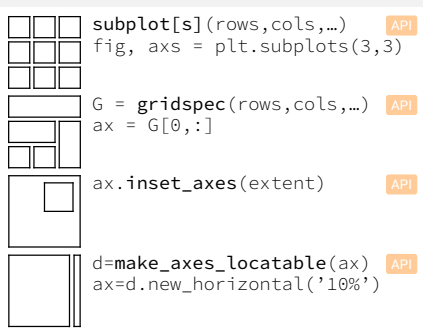 subplot[s](rows,cols,…) API
fig, axs = plt.subplots(3,3)
G = gridspec(rows,cols,…) API
ax = G[0,:]
ax.inset_axes(extent) API
d=make_axes_locatable(ax) API
ax=d.new_horizontal(’10%’)